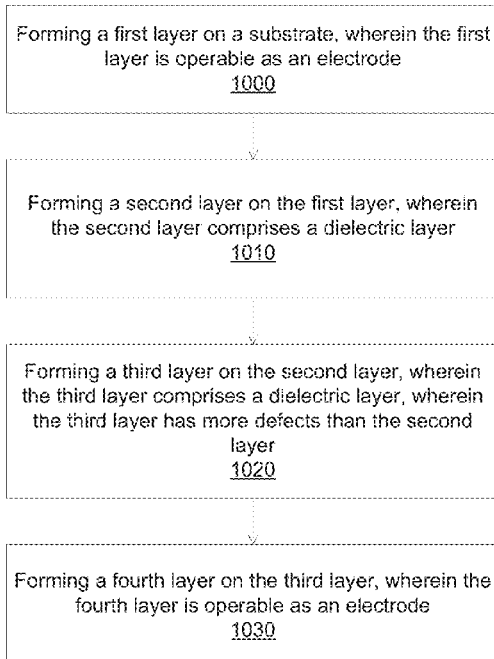 Forming a first layer on a substrate, wherein the first
layer is operable as an electrode
1000
Forming a second layer on the first layer, wherein
the second layer comprises a dielectric layer
1010
Forming a third layer on the second layer, wherein
the third layer comprises a dielectric layer, wherein
the third layer has more defects than the second
layer
1020
Forming a fourth layer on the third layer, wherein the
fourth layer is operable as an electrode
1030